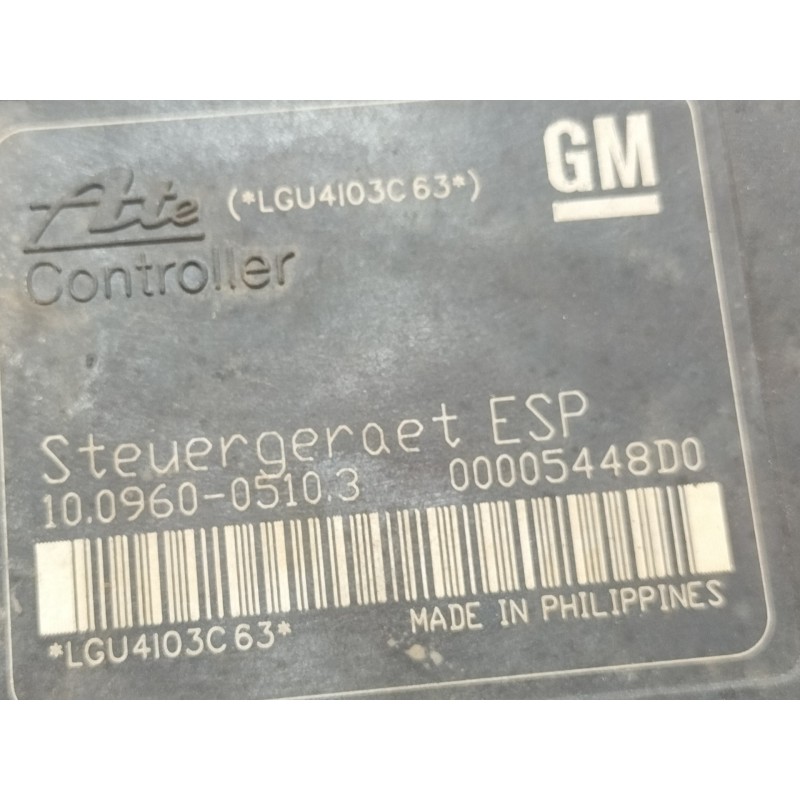 GM
Ate (*LGU4103C63*)
Controller
Steuergeraet ESP
10.0960-0510.3 00005448D0
*LGU4103C63* MADE IN PHILIPPINES